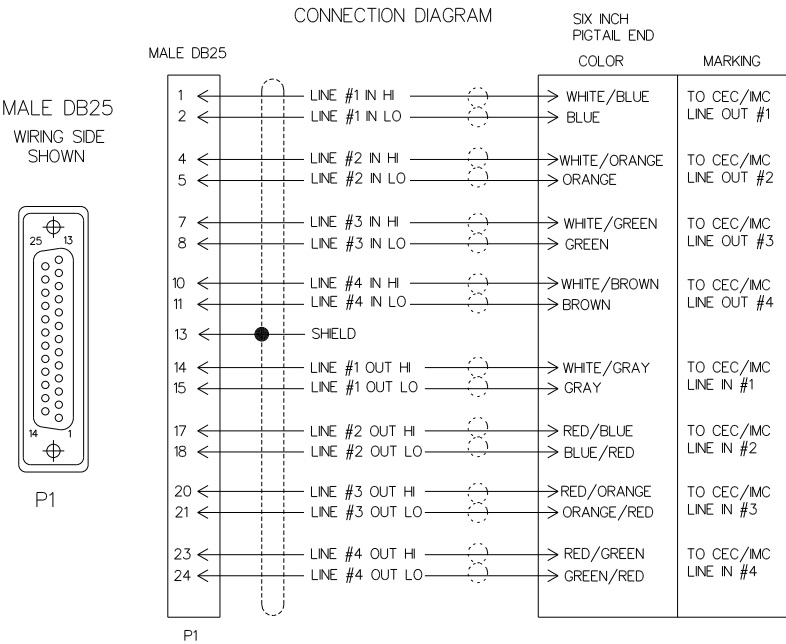 CONNECTION DIAGRAM
SIX INCH
PIGTAIL END
MALE DB25
COLOR MARKING
MALE DB25
WIRING SIDE
SHOWN
25 13
14 1
P1
1 LINE #1 IN HI WHITE/BLUE TO CEC/IMC
2 LINE #1 IN LO BLUE LINE OUT #1
4 LINE #2 IN HI WHITE/ORANGE TO CEC/IMC
5 LINE #2 IN LO ORANGE LINE OUT #2
7 LINE #3 IN HI WHITE/GREEN TO CEC/IMC
8 LINE #3 IN LO GREEN LINE OUT #3
10 LINE #4 IN HI WHITE/BROWN TO CEC/IMC
11 LINE #4 IN LO BROWN LINE OUT #4
13 SHIELD
14 LINE #1 OUT HI WHITE/GRAY TO CEC/IMC
15 LINE #1 OUT LO GRAY LINE IN #1
17 LINE #2 OUT HI RED/BLUE TO CEC/IMC
18 LINE #2 OUT LO BLUE/RED LINE IN #2
20 LINE #3 OUT HI RED/ORANGE TO CEC/IMC
21 LINE #3 OUT LO ORANGE/RED LINE IN #3
23 LINE #4 OUT HI RED/GREEN TO CEC/IMC
24 LINE #4 OUT LO GREEN/RED LINE IN #4
P1